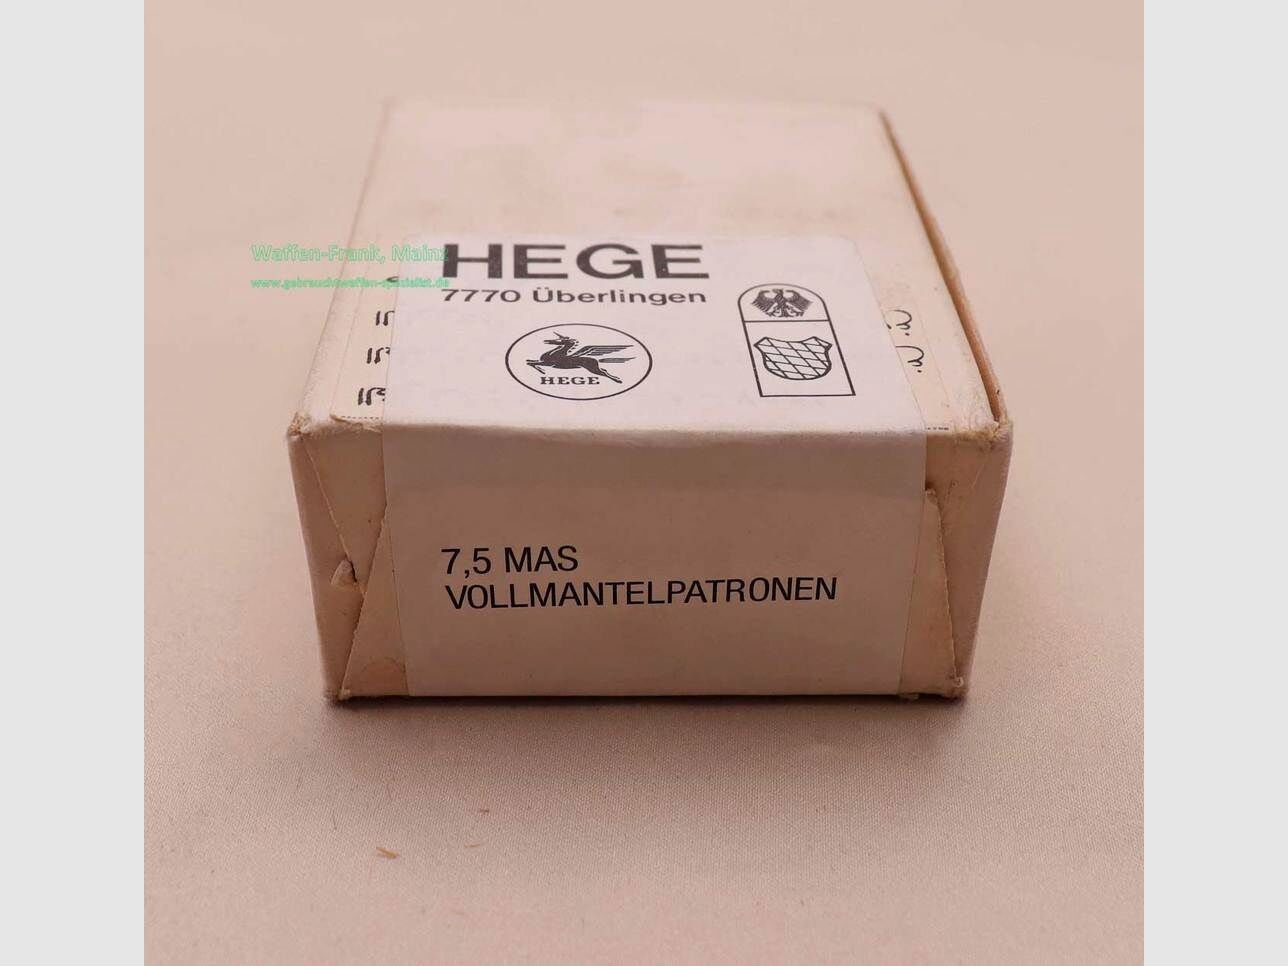 Waffen-Frank, Mainz
www.gebrauchtwaffen-spezialist.de
HEGE
7770 Überlingen
HEGE
7,5 MAS
VOLLMANTELPATRONEN